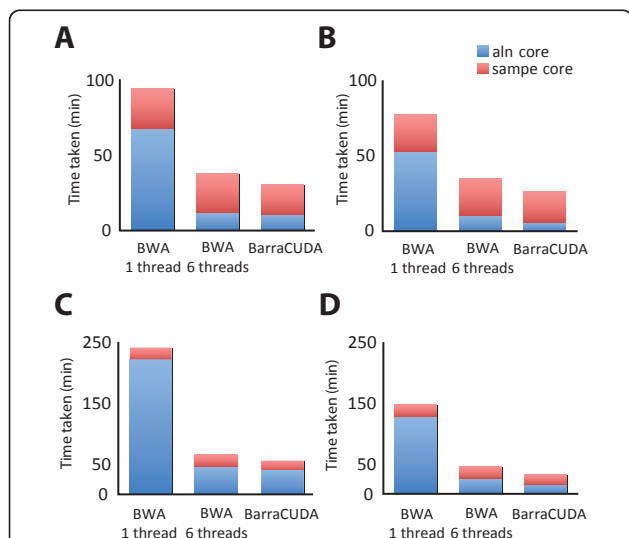 A
B
aln core
sampe core
Time taken (min)
100
50
0
BWA
1 thread
BWA
6 threads
BarraCUDA
Time taken (min)
100
50
0
BWA
1 thread
BWA
6 threads
BarraCUDA
C
D
Time taken (min)
250
150
50
0
BWA
1 thread
BWA
6 threads
BarraCUDA
Time taken (min)
250
150
50
0
BWA
1 thread
BWA
6 threads
BarraCUDA